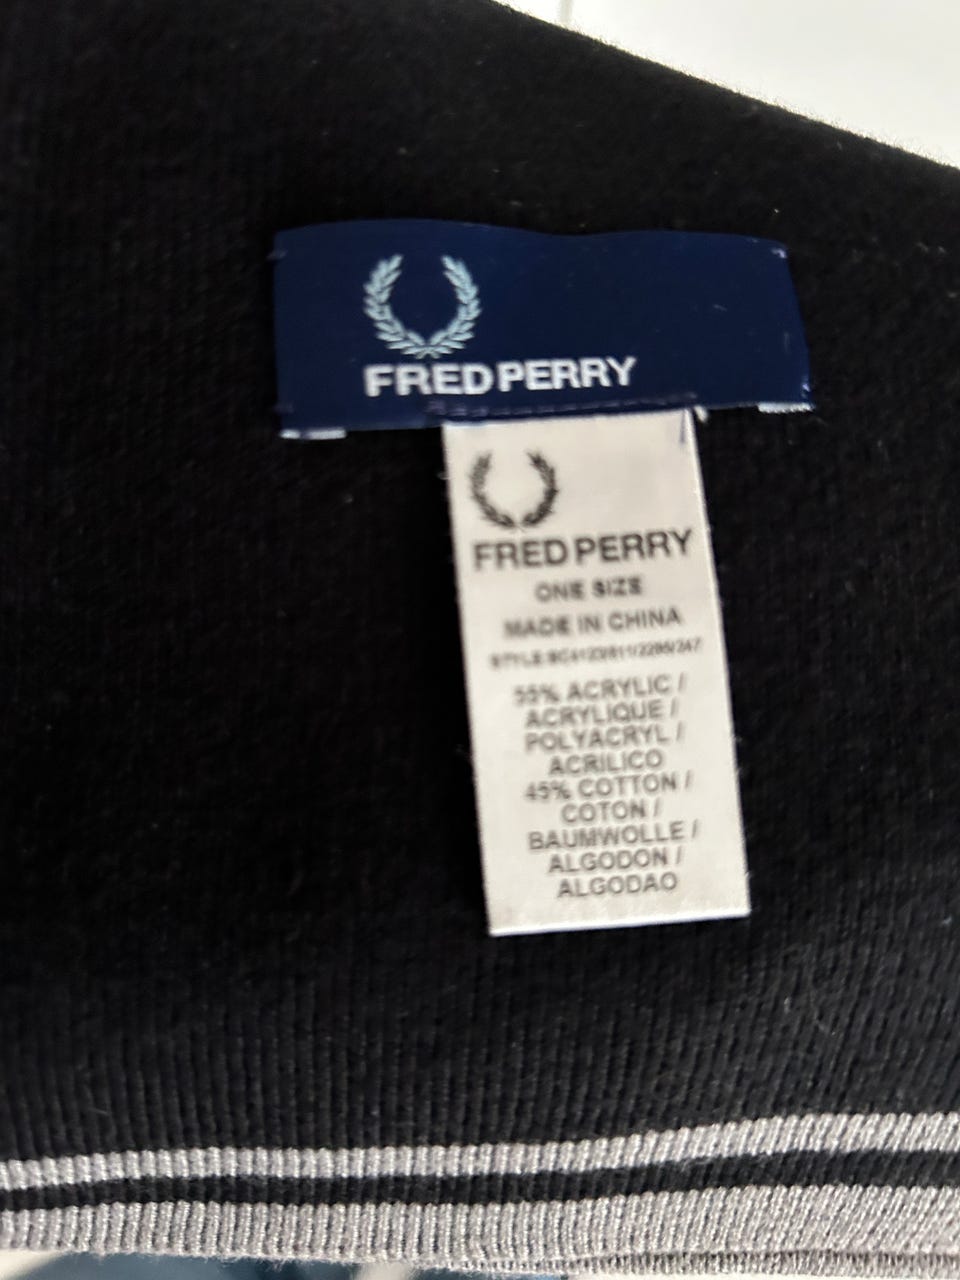 FRED PERRY
FRED PERRY
ONE SIZE
MADE IN CHINA
55% ACRYLIC /
ACRYLIQUE /
POLYACRYL /
ACRILICO
45% COTTON /
COTON /
BAUMWOLLE /
ALGODON /
ALGODAO